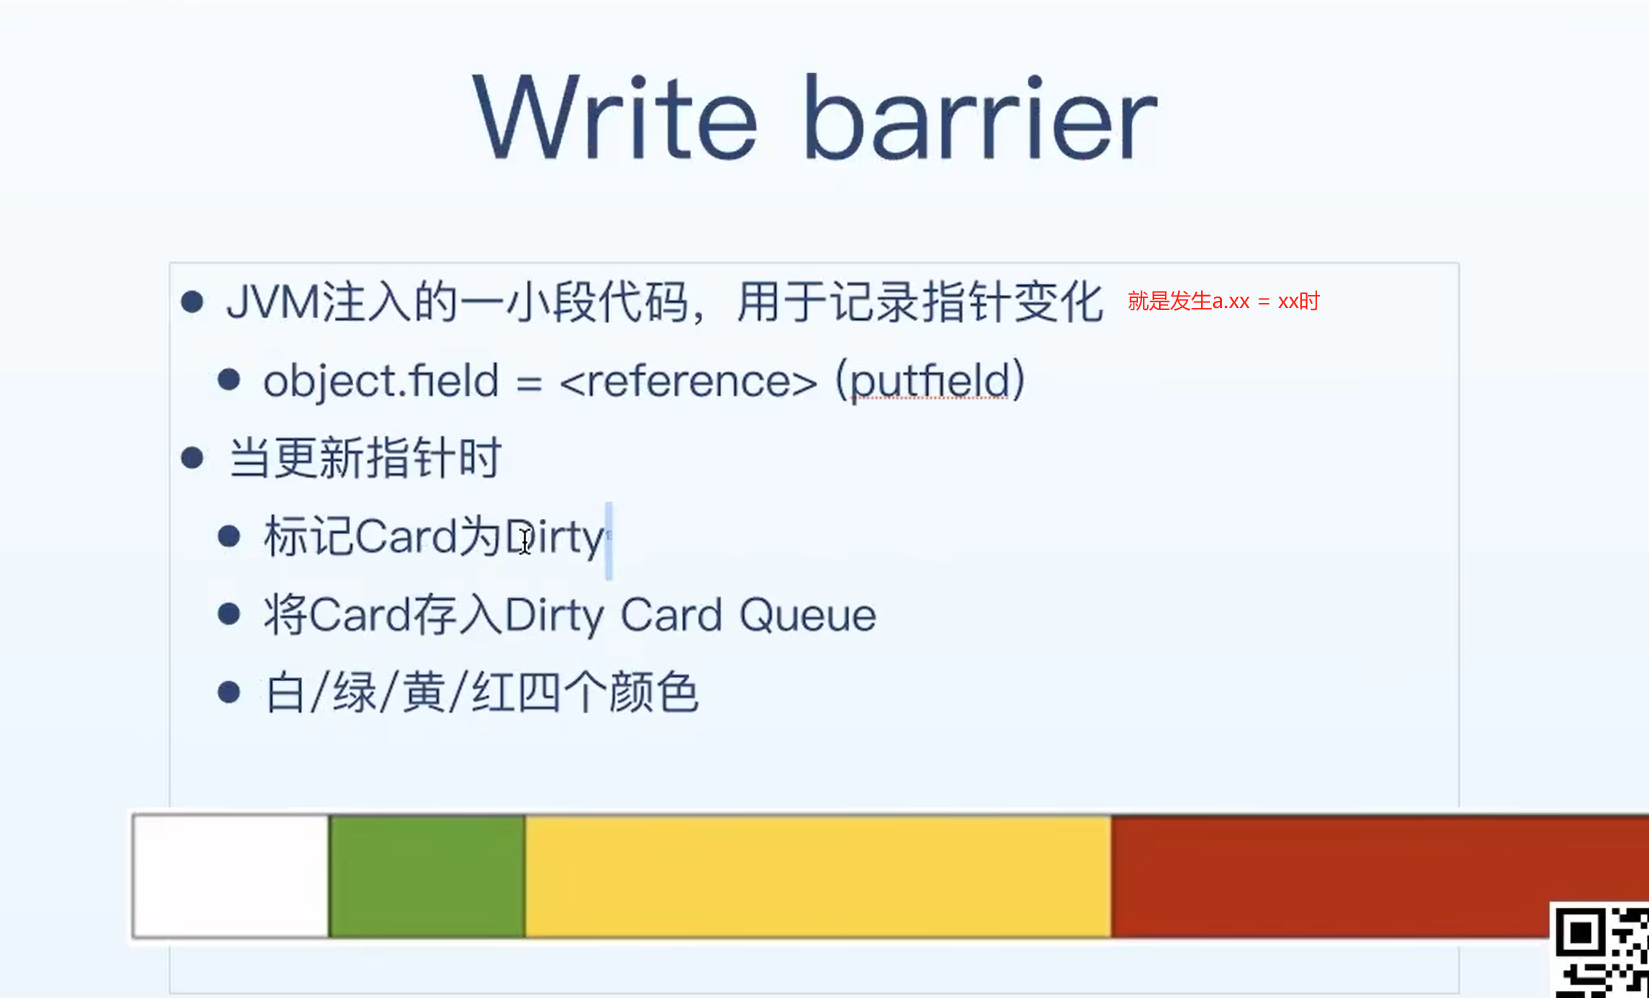 Write barrier
JVM注入的一小段代码，用于记录指针变化 就是发生a.xx = xx时
object.field = <reference> (putfield)
当更新指针时
标记Card为Dirty
将Card存入Dirty Card Queue
白/绿/黄/红四个颜色